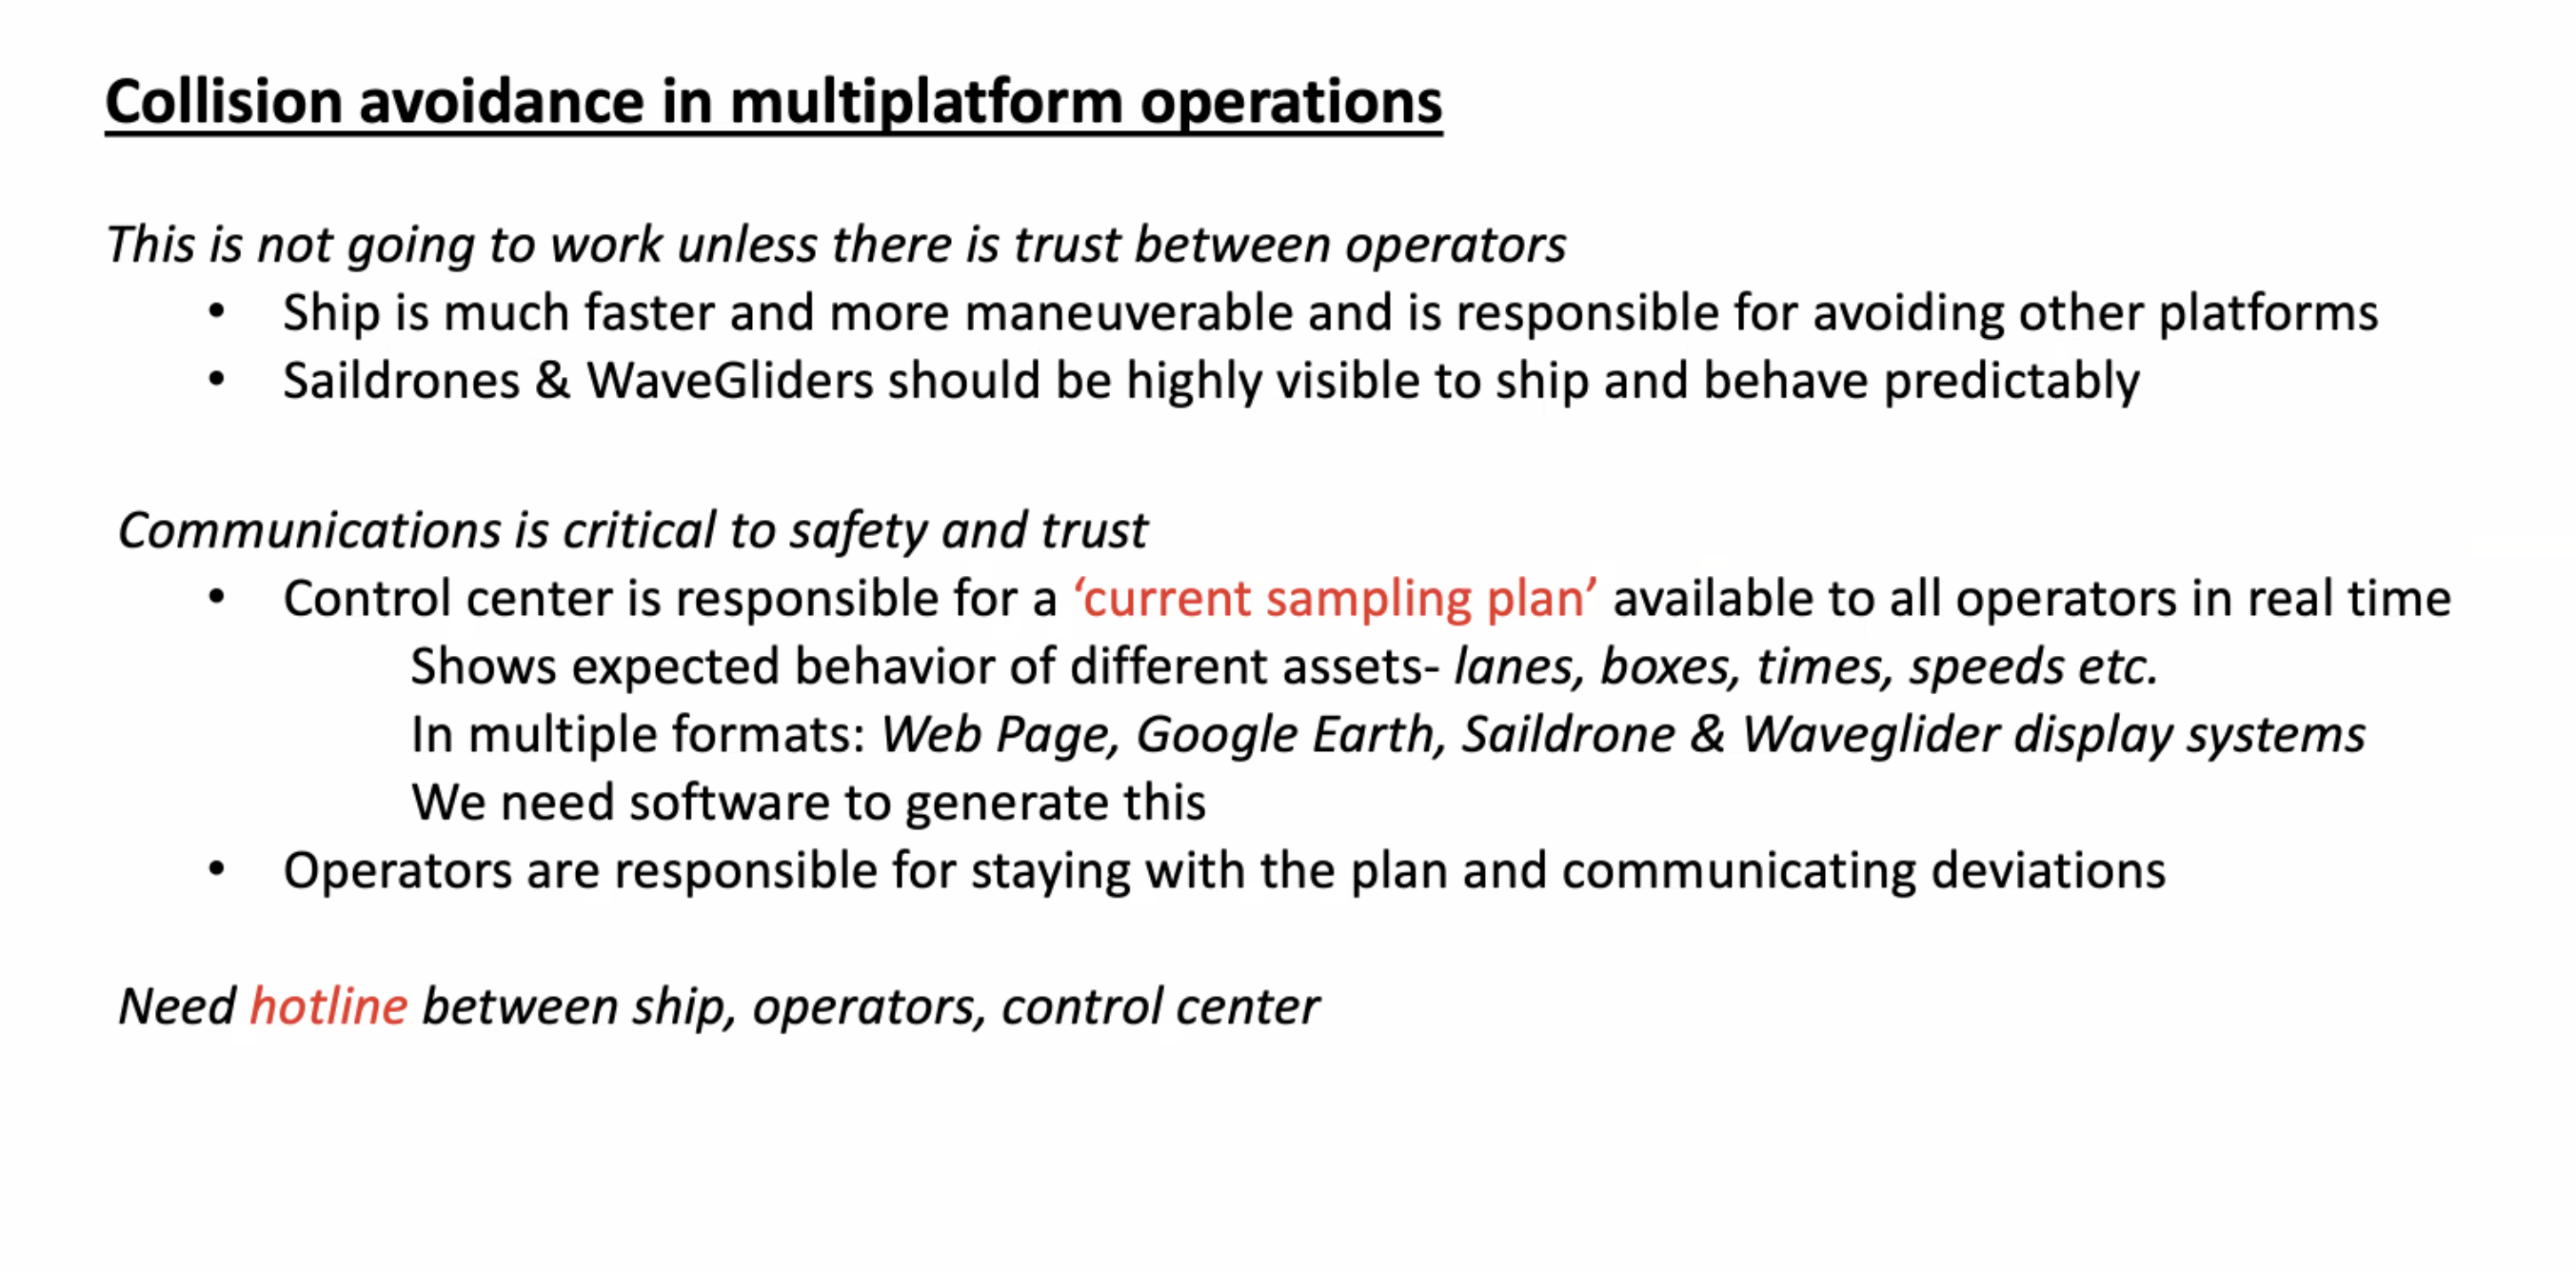 Collision avoidance in multiplatform operations
This is not going to work unless there is trust between operators
• Ship is much faster and more maneuverable and is responsible for avoiding other platforms
• Saildrones & WaveGliders should be highly visible to ship and behave predictably
Communications is critical to safety and trust
• Control center is responsible for a ‘current sampling plan’ available to all operators in real time
Shows expected behavior of different assets- lanes, boxes, times, speeds etc.
In multiple formats: Web Page, Google Earth, Saildrone & Waveglider display systems
We need software to generate this
• Operators are responsible for staying with the plan and communicating deviations
Need hotline between ship, operators, control center